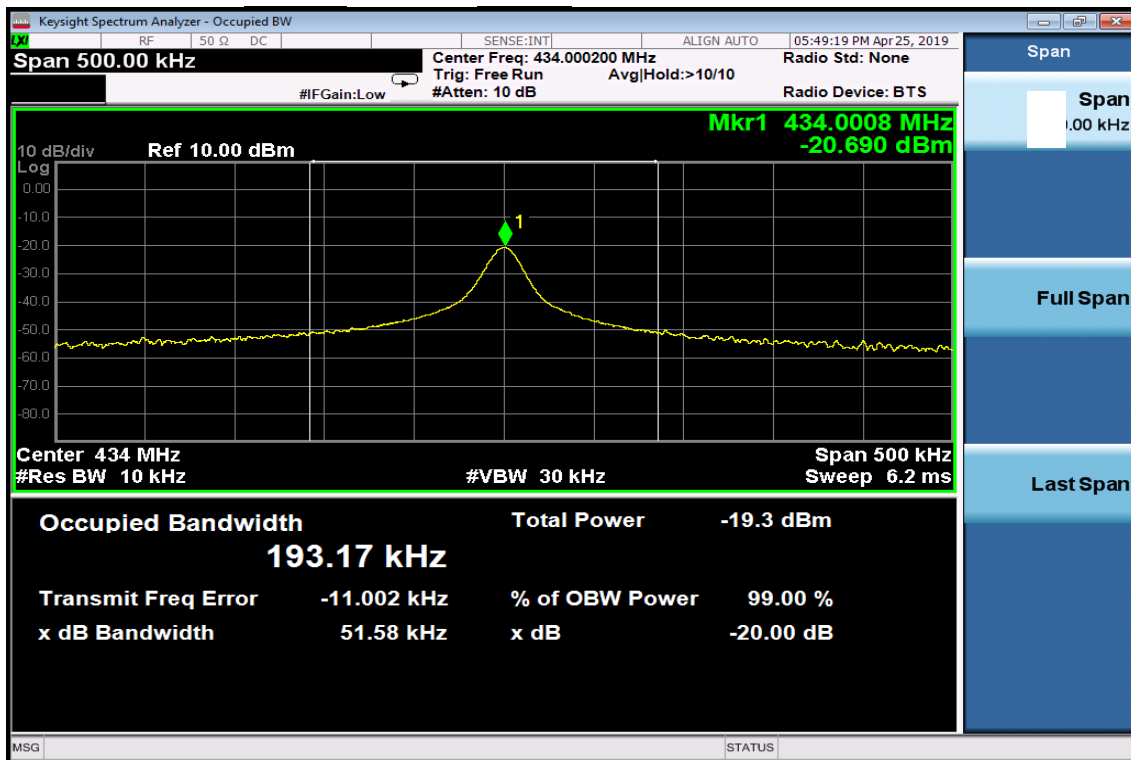 Keysight Spectrum Analyzer - Occupied BW
LXI RF 50 Ω DC SENSE:INT ALIGN AUTO 05:49:19 PM Apr 25, 2019
Span 500.00 kHz
Center Freq: 434.000200 MHz Radio Std: None
Trig: Free Run Avg|Hold:>10/10
#IFGain:Low #Atten: 10 dB Radio Device: BTS
Mkr1 434.0008 MHz
-20.690 dBm
10 dB/div Ref 10.00 dBm
Log
0.00
-10.0
1
-20.0
-30.0
-40.0
-50.0
-60.0
-70.0
-80.0
Center 434 MHz Span 500 kHz
#Res BW 10 kHz #VBW 30 kHz Sweep 6.2 ms
Occupied Bandwidth Total Power -19.3 dBm
193.17 kHz
Transmit Freq Error -11.002 kHz % of OBW Power 99.00 %
x dB Bandwidth 51.58 kHz x dB -20.00 dB
MSG STATUS
Span
Span
.00 kHz
Full Span
Last Span